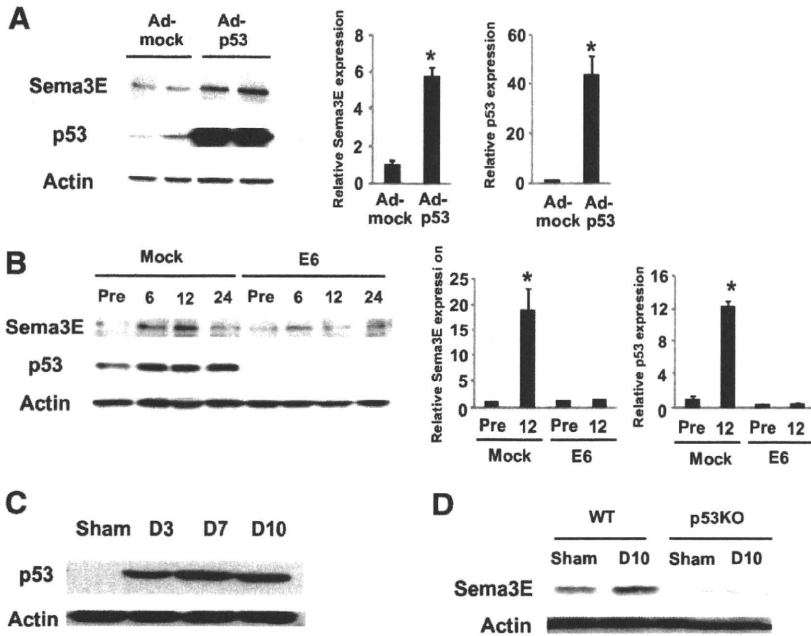 A
Ad-
mock
Ad-
p53
Sema3E
p53
Actin
Relative Sema3E expression
8
6
4
2
0
*
Ad-
mock
Ad-
p53
Relative p53 expression
60
40
20
0
*
Ad-
mock
Ad-
p53
B
Mock E6
Pre 6 12 24 Pre 6 12 24
Sema3E
p53
Actin
Relative Sema3E expressi on
25
20
15
10
5
0
*
Pre 12 Pre 12
Mock E6
Relative p53 expression
16
12
8
4
0
*
Pre 12 Pre 12
Mock E6
C
Sham D3 D7 D10
p53
Actin
D
WT p53KO
Sham D10 Sham D10
Sema3E
Actin